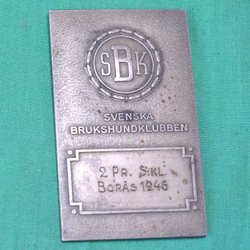 SBK
SVENSKA
BRUKSHUNDKLUBBEN
2 PR. S.KL.
BORÅS 1946